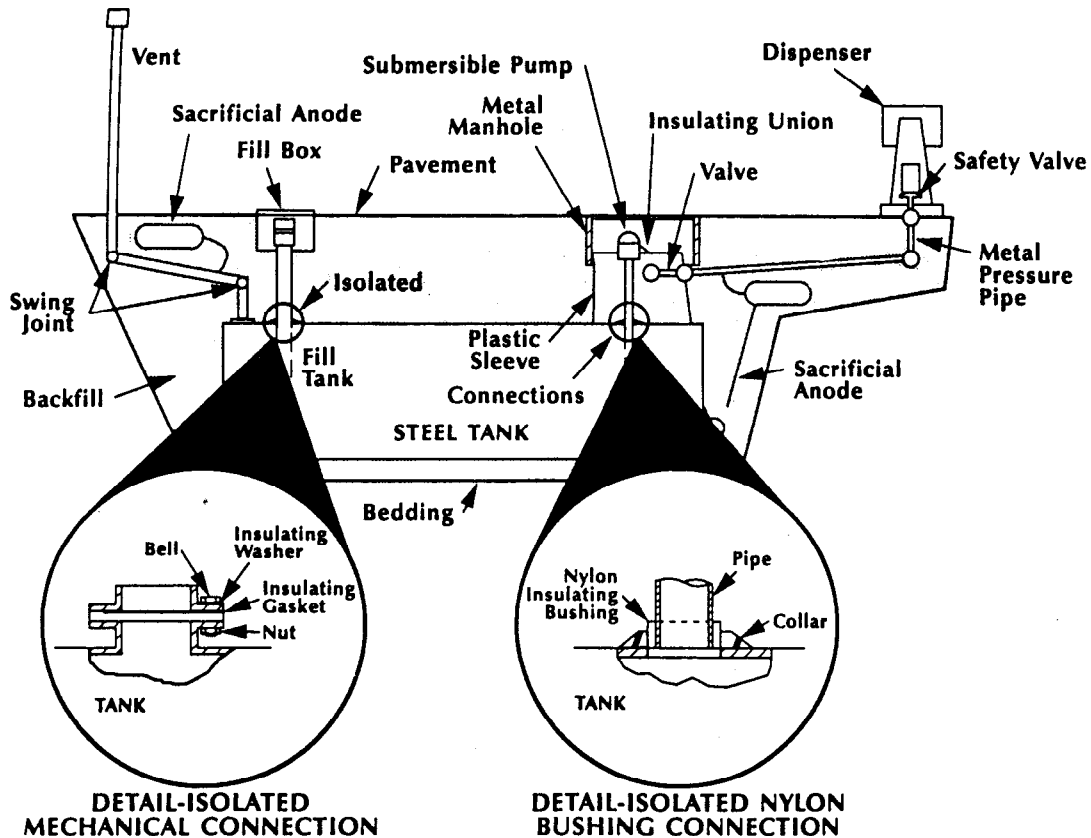 Vent
Sacrificial Anode
Fill Box
Pavement
Submersible Pump
Metal
Manhole
Insulating Union
Valve
Dispenser
Safety Valve
Metal
Pressure
Pipe
Swing
Joint
Isolated
Backfill
Fill
Tank
Plastic
Sleeve
Connections
Sacrificial
Anode
STEEL TANK
Bedding
Bell
Insulating
Washer
Insulating
Gasket
Nut
TANK
Nylon
Insulating
Bushing
Pipe
Collar
TANK
DETAIL-ISOLATED
MECHANICAL CONNECTION
DETAIL-ISOLATED NYLON
BUSHING CONNECTION